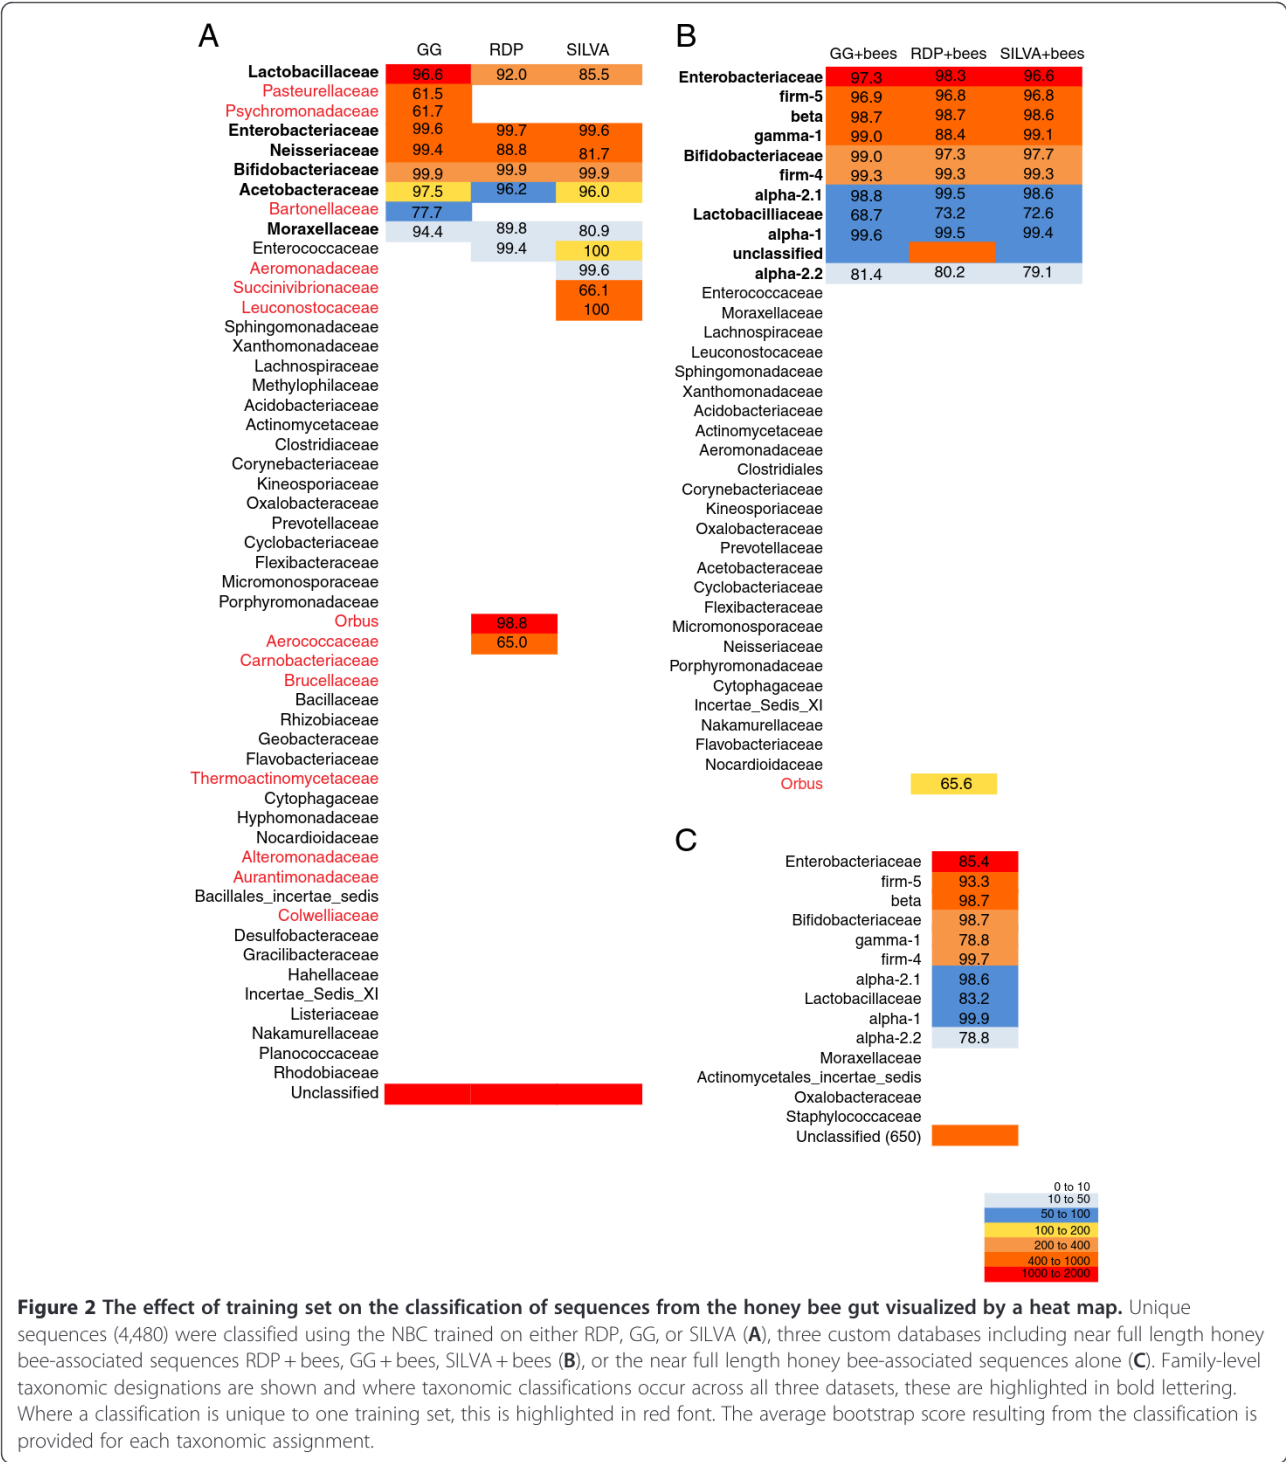 A
GG RDP SILVA
Lactobacillaceae 96.6 92.0 85.5
Pasteurellaceae 61.5
Psychromonadaceae 61.7
Enterobacteriaceae 99.6 99.7 99.6
Neisseriaceae 99.4 88.8 81.7
Bifidobacteriaceae 99.9 99.9 99.9
Acetobacteraceae 97.5 96.2 96.0
Bartonellaceae 77.7
Moraxellaceae 94.4 89.8 80.9
Enterococcaceae 99.4 100
Aeromonadaceae 99.6
Succinivibrionaceae 66.1
Leuconostocaceae 100
Sphingomonadaceae
Xanthomonadaceae
Lachnospiraceae
Methylophilaceae
Acidobacteriaceae
Actinomycetaceae
Clostridiaceae
Corynebacteriaceae
Kineosporiaceae
Oxalobacteraceae
Prevotellaceae
Cyclobacteriaceae
Flexibacteraceae
Micromonosporaceae
Porphyromonadaceae
Orbus 98.8
Aerococcaceae 65.0
Carnobacteriaceae
Brucellaceae
Bacillaceae
Rhizobiaceae
Geobacteraceae
Flavobacteriaceae
Thermoactinomycetaceae
Cytophagaceae
Hyphomonadaceae
Nocardioidaceae
Alteromonadaceae
Aurantimonadaceae
Bacillales_incertae_sedis
Colwelliaceae
Desulfobacteraceae
Gracilibacteraceae
Hahellaceae
Incertae_Sedis_XI
Listeriaceae
Nakamurellaceae
Planococcaceae
Rhodobiaceae
Unclassified
B
GG+bees RDP+bees SILVA+bees
Enterobacteriaceae 97.3 98.3 96.6
firm-5 96.9 96.8 96.8
beta 98.7 98.7 98.6
gamma-1 99.0 88.4 99.1
Bifidobacteriaceae 99.0 97.3 97.7
firm-4 99.3 99.3 99.3
alpha-2.1 98.8 99.5 98.6
Lactobacilliaceae 68.7 73.2 72.6
alpha-1 99.6 99.5 99.4
unclassified
alpha-2.2 81.4 80.2 79.1
Enterococcaceae
Moraxellaceae
Lachnospiraceae
Leuconostocaceae
Sphingomonadaceae
Xanthomonadaceae
Acidobacteriaceae
Actinomycetaceae
Aeromonadaceae
Clostridiales
Corynebacteriaceae
Kineosporiaceae
Oxalobacteraceae
Prevotellaceae
Acetobacteraceae
Cyclobacteriaceae
Flexibacteraceae
Micromonosporaceae
Neisseriaceae
Porphyromonadaceae
Cytophagaceae
Incertae_Sedis_XI
Nakamurellaceae
Flavobacteriaceae
Nocardioidaceae
Orbus 65.6
C
Enterobacteriaceae 85.4
firm-5 93.3
beta 98.7
Bifidobacteriaceae 98.7
gamma-1 78.8
firm-4 99.7
alpha-2.1 98.6
Lactobacillaceae 83.2
alpha-1 99.9
alpha-2.2 78.8
Moraxellaceae
Actinomycetales_incertae_sedis
Oxalobacteraceae
Staphylococcaceae
Unclassified (650)
0 to 10
10 to 50
50 to 100
100 to 200
200 to 400
400 to 1000
1000 to 2000
Figure 2 The effect of training set on the classification of sequences from the honey bee gut visualized by a heat map. Unique
sequences (4,480) were classified using the NBC trained on either RDP, GG, or SILVA (A), three custom databases including near full length honey
bee-associated sequences RDP + bees, GG + bees, SILVA + bees (B), or the near full length honey bee-associated sequences alone (C). Family-level
taxonomic designations are shown and where taxonomic classifications occur across all three datasets, these are highlighted in bold lettering.
Where a classification is unique to one training set, this is highlighted in red font. The average bootstrap score resulting from the classification is
provided for each taxonomic assignment.